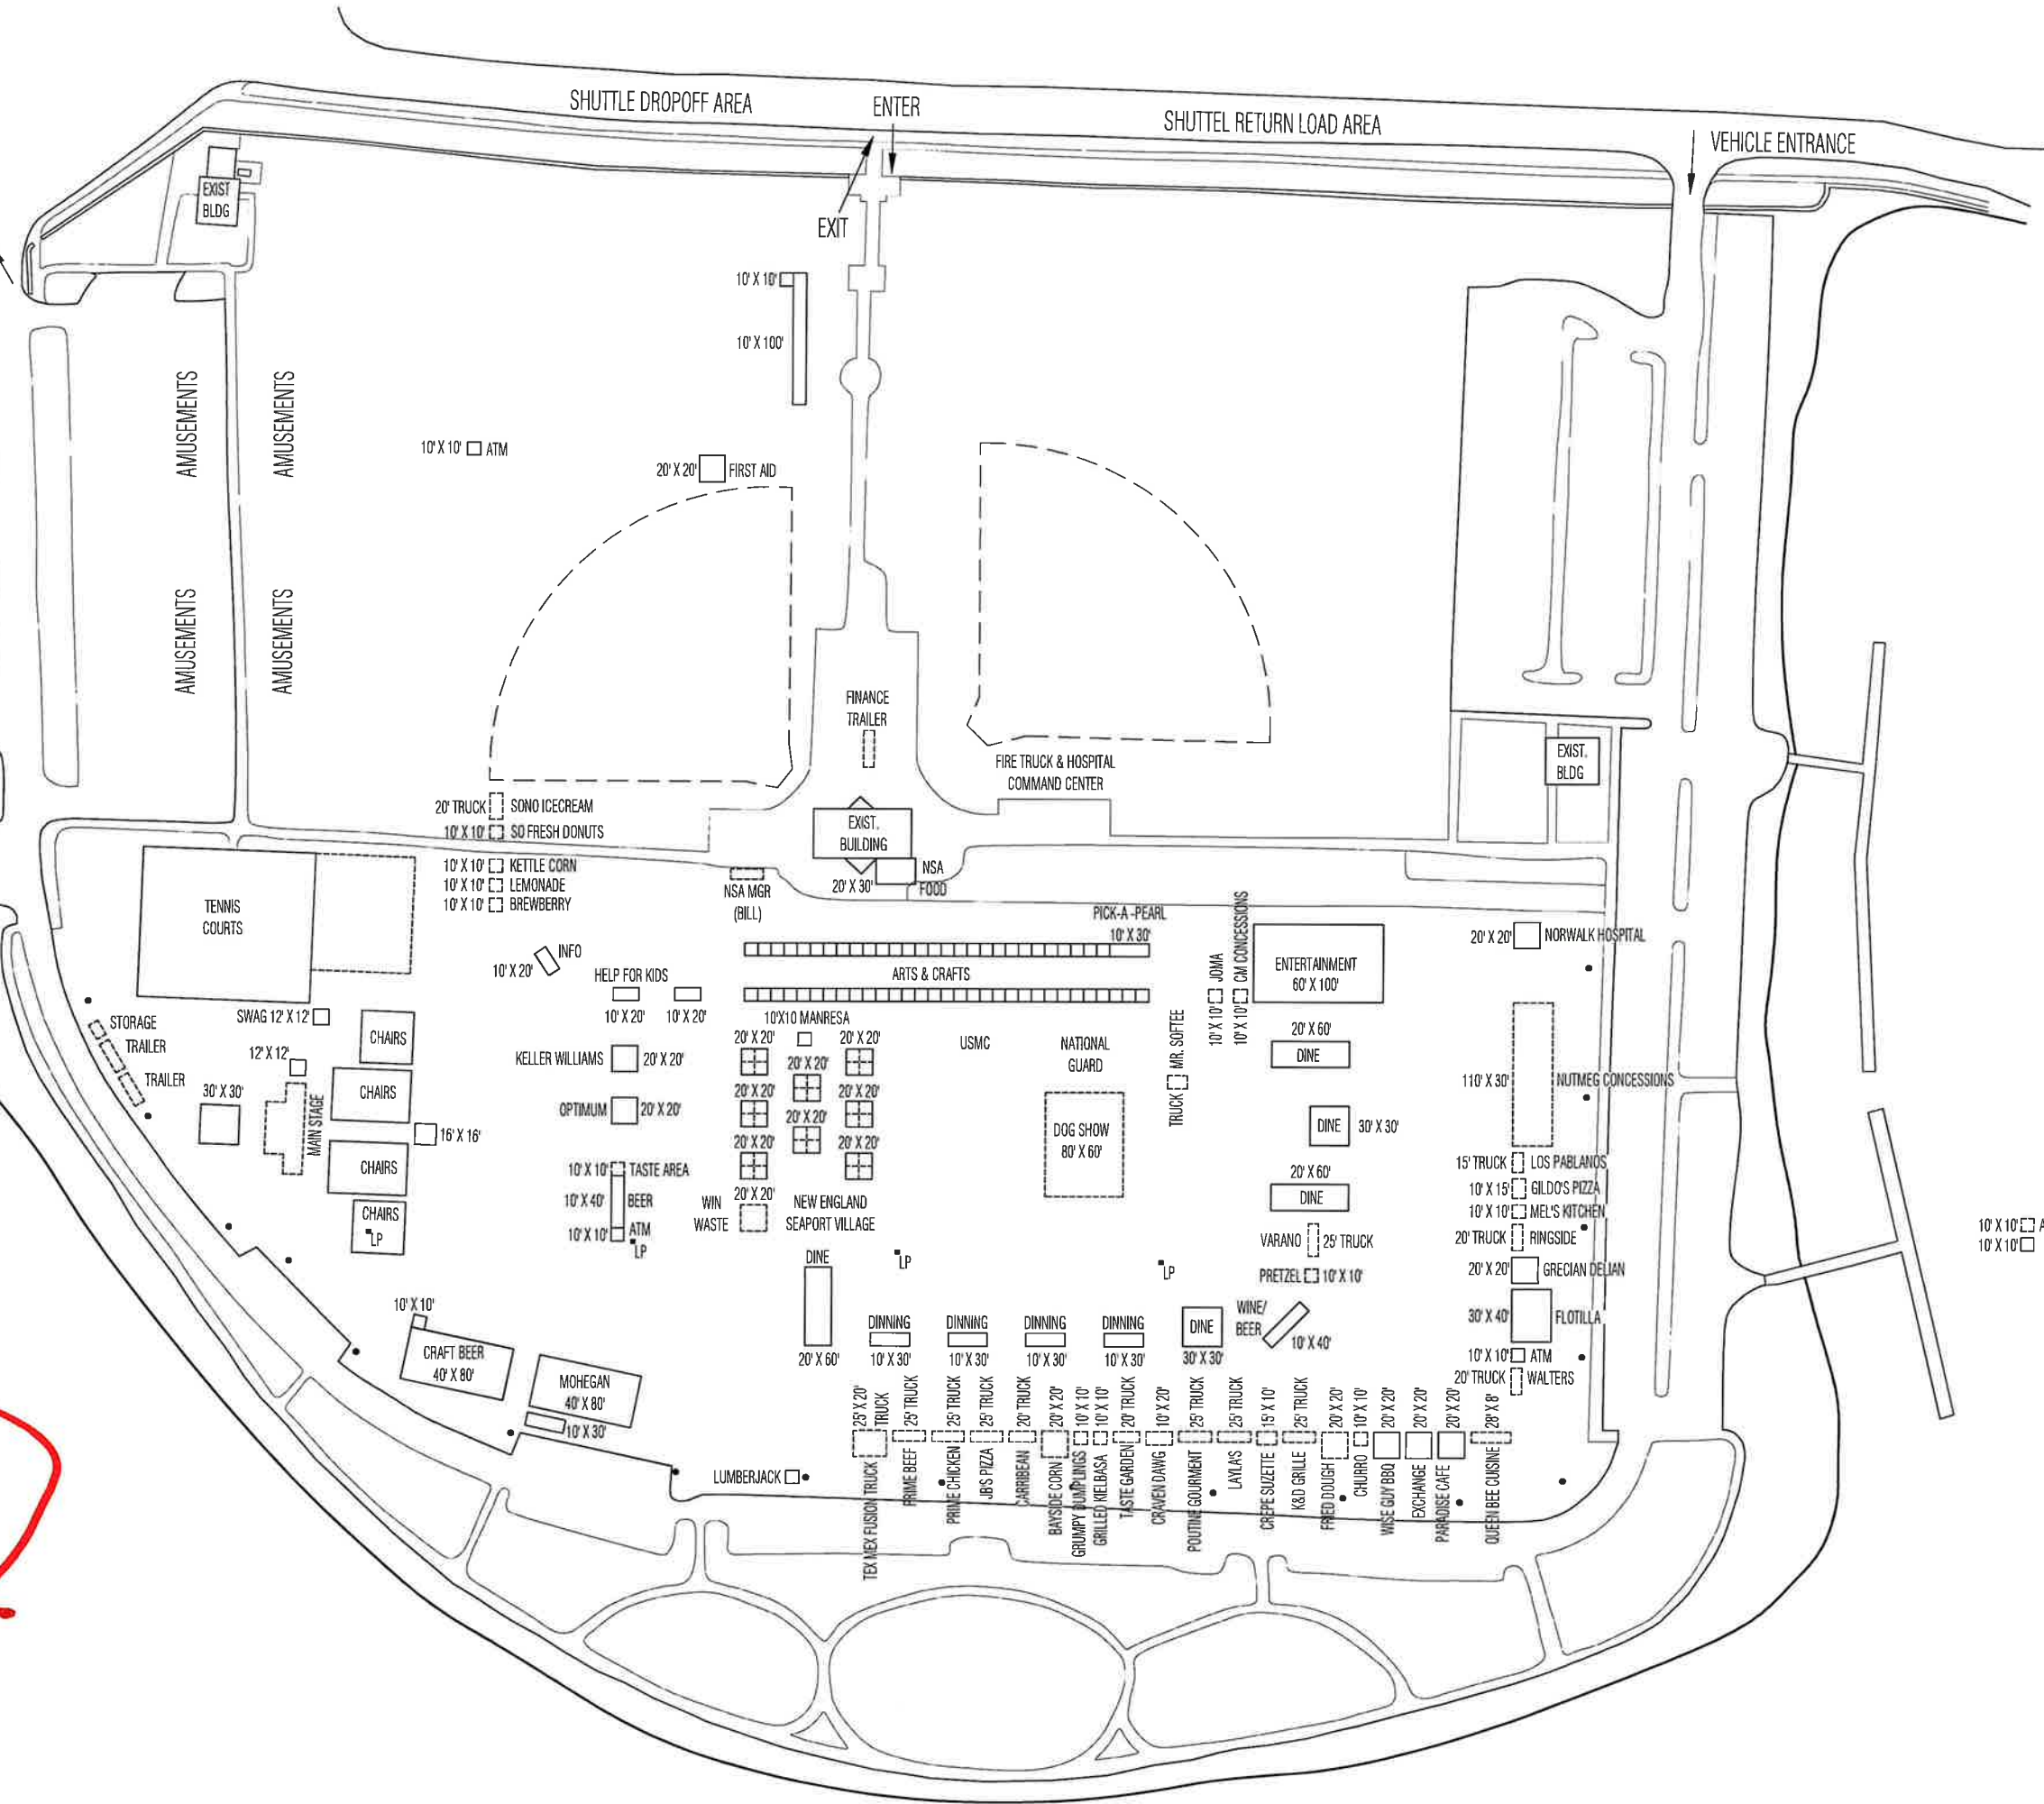 SHUTTLE DROPOFF AREA
ENTER
SHUTTEL RETURN LOAD AREA
VEHICLE ENTRANCE
EXIT
EXIST
BLDG
10' X 10'
10' X 100'
AMUSEMENTS
AMUSEMENTS
10' X 10' ATM
20' X 20' FIRST AID
AMUSEMENTS
AMUSEMENTS
FINANCE
TRAILER
FIRE TRUCK & HOSPITAL
COMMAND CENTER
EXIST.
BLDG
20' TRUCK SONO ICECREAM
10' X 10' SO FRESH DONUTS
10' X 10' KETTLE CORN
10' X 10' LEMONADE
10' X 10' BREWBERRY
EXIST.
BUILDING
NSA
FOOD
20' X 30'
NSA MGR
(BILL)
TENNIS
COURTS
PICK-A -PEARL
10' X 30'
ARTS & CRAFTS
10' X 20' INFO
HELP FOR KIDS
10' X 20' 10' X 20'
10' X 10' JOMA
10' X 10' CM CONCESSIONS
ENTERTAINMENT
60' X 100'
20' X 20' NORWALK HOSPITAL
SWAG 12' X 12'
STORAGE
TRAILER
TRAILER
12' X 12'
30' X 30'
MAIN STAGE
CHAIRS
CHAIRS
16' X 16'
CHAIRS
CHAIRS
LP
KELLER WILLIAMS 20' X 20'
OPTIMUM 20' X 20'
10' X 10' TASTE AREA
10' X 40' BEER
10' X 10' ATM
LP
10'X10 MANRESA
20' X 20' 20' X 20'
20' X 20'
20' X 20' 20' X 20'
20' X 20'
20' X 20' 20' X 20'
20' X 20'
WIN
WASTE
NEW ENGLAND
SEAPORT VILLAGE
USMC
NATIONAL
GUARD
DOG SHOW
80' X 60'
TRUCK MR. SOFTEE
20' X 60'
DINE
DINE 30' X 30'
20' X 60'
DINE
VARANO 25' TRUCK
PRETZEL 10' X 10'
WINE/
BEER
10' X 40'
110' X 30' NUTMEG CONCESSIONS
15' TRUCK LOS PABLANOS
10' X 15' GILDO'S PIZZA
10' X 10' MEL'S KITCHEN
20' TRUCK RINGSIDE
20' X 20' GRECIAN DELIAN
30' X 40' FLOTILLA
10' X 10' ATM
20' TRUCK WALTERS
10' X 10' A
10' X 10'
DINE
20' X 60'
LP
LP
DINNING
10' X 30'
DINNING
10' X 30'
DINNING
10' X 30'
DINNING
10' X 30'
DINE
30' X 30'
10' X 10'
CRAFT BEER
40' X 80'
MOHEGAN
40' X 80'
10' X 30'
LUMBERJACK
25' X 20'
TRUCK
TEX MEX FUSION TRUCK
25' TRUCK
PRIME BEEF
25' TRUCK
PRIME CHICKEN
25' TRUCK
JB'S PIZZA
20' TRUCK
CARRIBEAN
20' X 20'
BAYSIDE CORN
10' X 10'
GRUMPY DUMPLINGS
10' X 10'
GRILLED KIELBASA
20' TRUCK
TASTE GARDEN
10' X 20'
CRAVEN DAWG
25' TRUCK
POUTINE GOURMENT
25' TRUCK
LAYLA'S
15' X 10'
CREPE SUZETTE
25' TRUCK
K&D GRILLE
20' X 20'
FRIED DOUGH
10' X 10'
CHURRO
20' X 20'
WISE GUY BBQ
20' X 20'
EXCHANGE
20' X 20'
PARADISE CAFE
28' X 8'
QUEEN BEE CUISINE